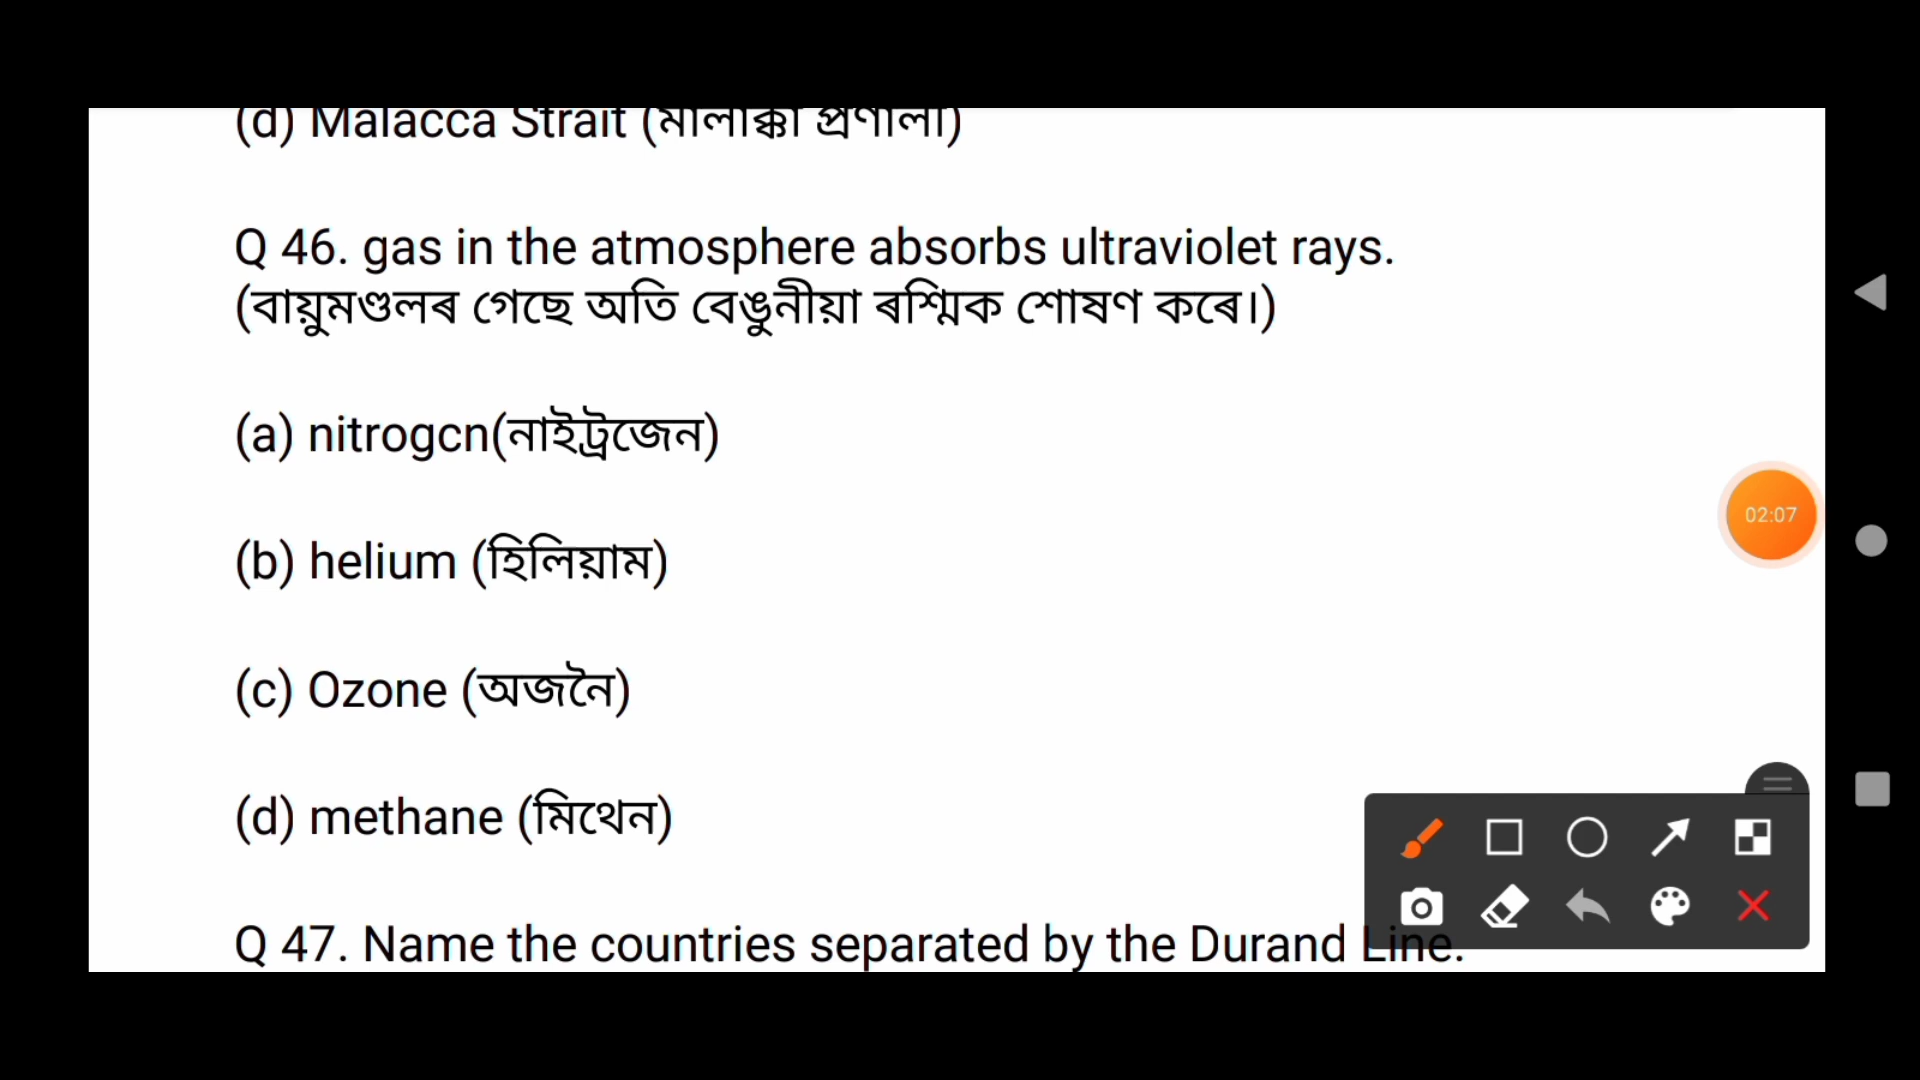 (d) Malacca Strait (মালাক্কা প্ৰণালী)
Q 46. gas in the atmosphere absorbs ultraviolet rays.
(বায়ুমণ্ডলৰ গেছে অতি বেঙুনীয়া ৰশ্মিক শোষণ কৰে।)
(a) nitrogcn(নাইট্ৰজেন)
(b) helium (হিলিয়াম)
(c) Ozone (অজনৈ)
02:07
(d) methane (মিথেন)
Q 47. Name the countries separated by the Durand Line.